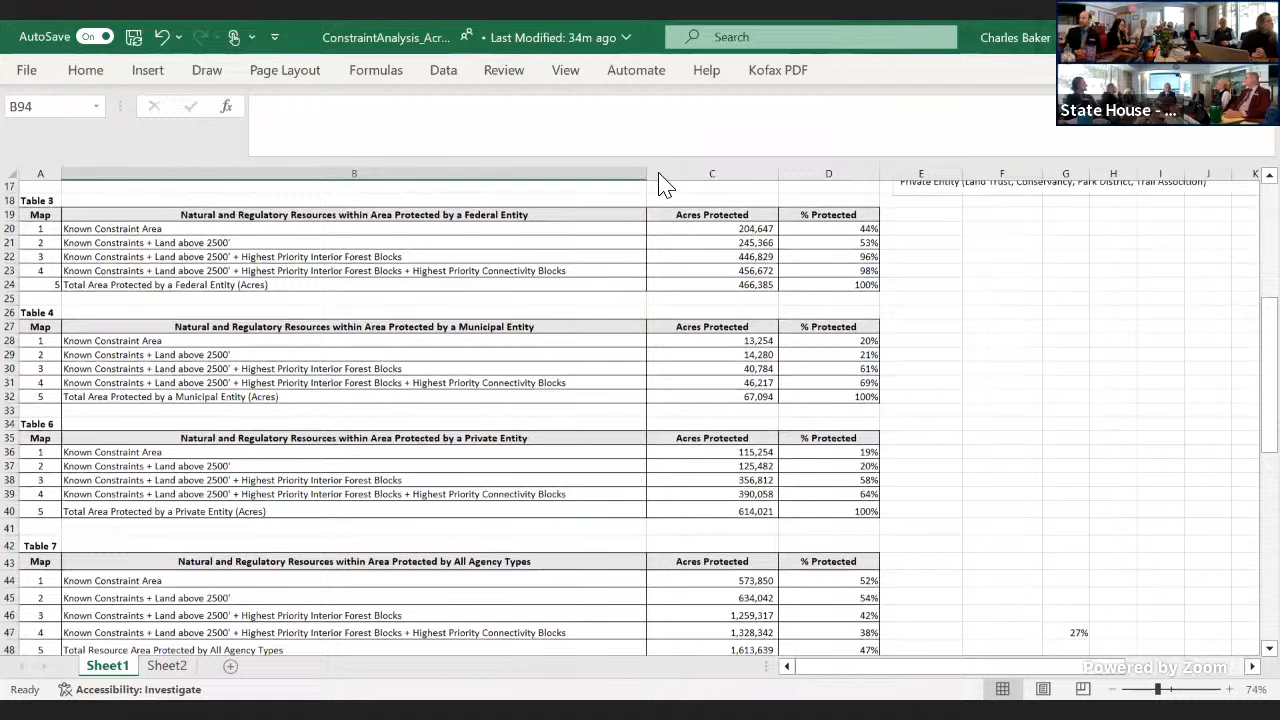 AutoSave On ConstraintAnalysis_Acr... • Last Modified: 34m ago Search Charles Baker
State House - ...
File Home Insert Draw Page Layout Formulas Data Review View Automate Help Kofax PDF
B94 fx
A B C D E F G H I J K
17 Private Entity (Land Trust, Conservancy, Park District, Trail Assocition)
18 Table 3
19 Map Natural and Regulatory Resources within Area Protected by a Federal Entity Acres Protected % Protected
20 1 Known Constraint Area 204,647 44%
21 2 Known Constraints + Land above 2500' 245,366 53%
22 3 Known Constraints + Land above 2500' + Highest Priority Interior Forest Blocks 446,829 96%
23 4 Known Constraints + Land above 2500' + Highest Priority Interior Forest Blocks + Highest Priority Connectivity Blocks 456,672 98%
24 5 Total Area Protected by a Federal Entity (Acres) 466,385 100%
25
26 Table 4
27 Map Natural and Regulatory Resources within Area Protected by a Municipal Entity Acres Protected % Protected
28 1 Known Constraint Area 13,254 20%
29 2 Known Constraints + Land above 2500' 14,280 21%
30 3 Known Constraints + Land above 2500' + Highest Priority Interior Forest Blocks 40,784 61%
31 4 Known Constraints + Land above 2500' + Highest Priority Interior Forest Blocks + Highest Priority Connectivity Blocks 46,217 69%
32 5 Total Area Protected by a Municipal Entity (Acres) 67,094 100%
33
34 Table 6
35 Map Natural and Regulatory Resources within Area Protected by a Private Entity Acres Protected % Protected
36 1 Known Constraint Area 115,254 19%
37 2 Known Constraints + Land above 2500' 125,482 20%
38 3 Known Constraints + Land above 2500' + Highest Priority Interior Forest Blocks 356,812 58%
39 4 Known Constraints + Land above 2500' + Highest Priority Interior Forest Blocks + Highest Priority Connectivity Blocks 390,058 64%
40 5 Total Area Protected by a Private Entity (Acres) 614,021 100%
41
42 Table 7
43 Map Natural and Regulatory Resources within Area Protected by All Agency Types Acres Protected % Protected
44 1 Known Constraint Area 573,850 52%
45 2 Known Constraints + Land above 2500' 634,042 54%
46 3 Known Constraints + Land above 2500' + Highest Priority Interior Forest Blocks 1,259,317 42%
47 4 Known Constraints + Land above 2500' + Highest Priority Interior Forest Blocks + Highest Priority Connectivity Blocks 1,328,342 38% 27%
48 5 Total Resource Area Protected by All Agency Types 1,613,639 47%
Sheet1 Sheet2
Powered by Zoom
Ready Accessibility: Investigate 74%